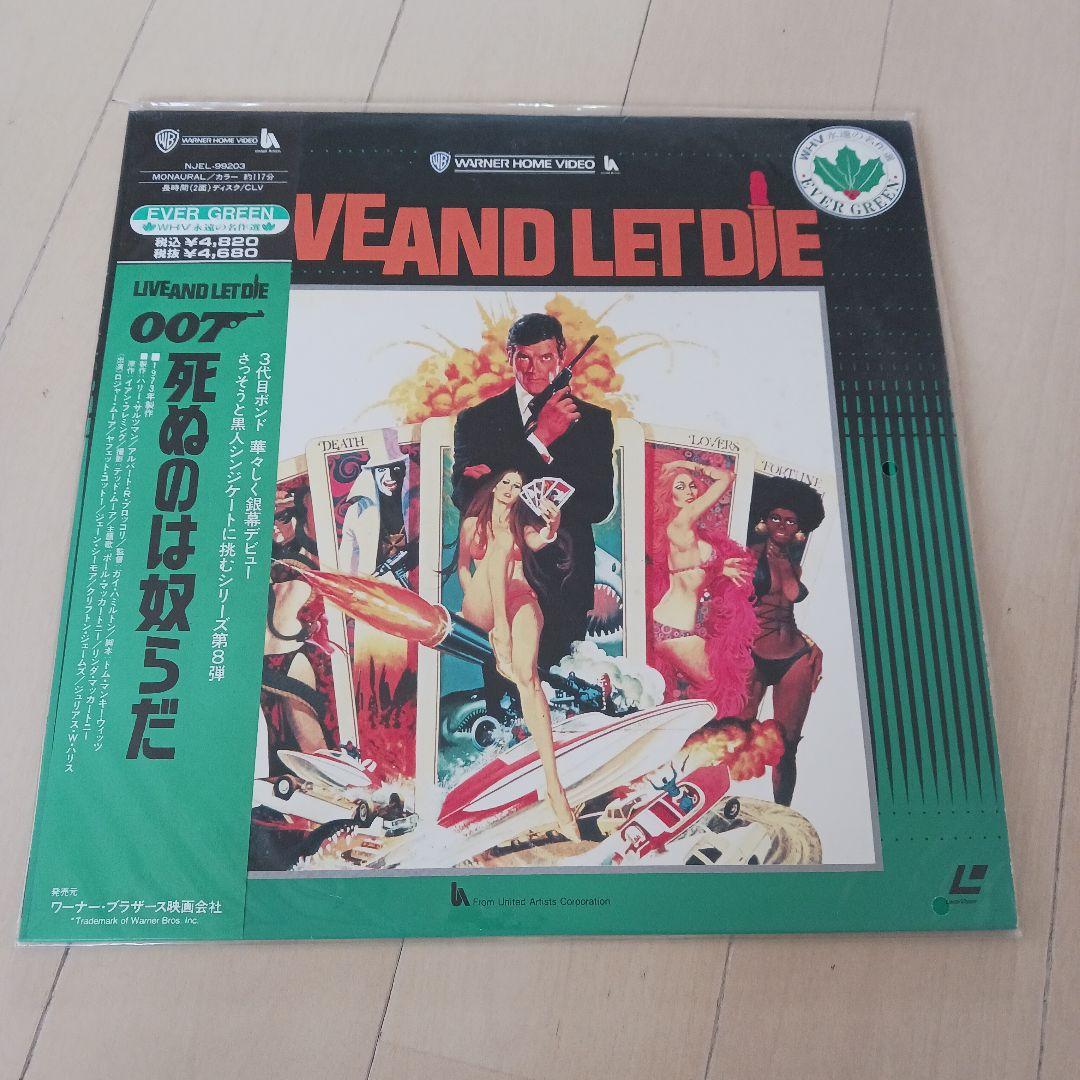 WARNER HOME VIDEO
NJEL-99203
MONAURAL/カラー 約117分
長時間(2面)ディスク/CLV
EVER GREEN
WHV永遠の名作選
税込 ¥4,820
税抜 ¥4,680
LIVE AND LET DIE
007
死ぬのは奴らだ
3代目ボンド 華々しく銀幕デビュー
さっそうと黒人シンジケートに挑むシリーズ第8弾
■1973年製作
■製作 ハリー・サルツマン/アルバート・R・ブロッコリ/監督 ガイ・ハミルトン/脚本 トム・マンキーウィッツ
原作 イアン・フレミング/撮影 テッド・ムーア/主題歌 ポール・マッカートニー/リンダ・マッカートニー
〈出演〉ロジャー・ムーア/ヤフェット・コットー/ジェーン・シーモア/クリフトン・ジェームズ/ジュリアス・W・ハリス
発売元
ワーナー・ブラザース映画会社
*Trademark of Warner Bros. Inc.
WARNER HOME VIDEO
WHV 永遠の名作選
EVER GREEN
IVE AND LET DIE
DEATH
LOVERS
FORTUNE
From United Artists Corporation
LaserVision